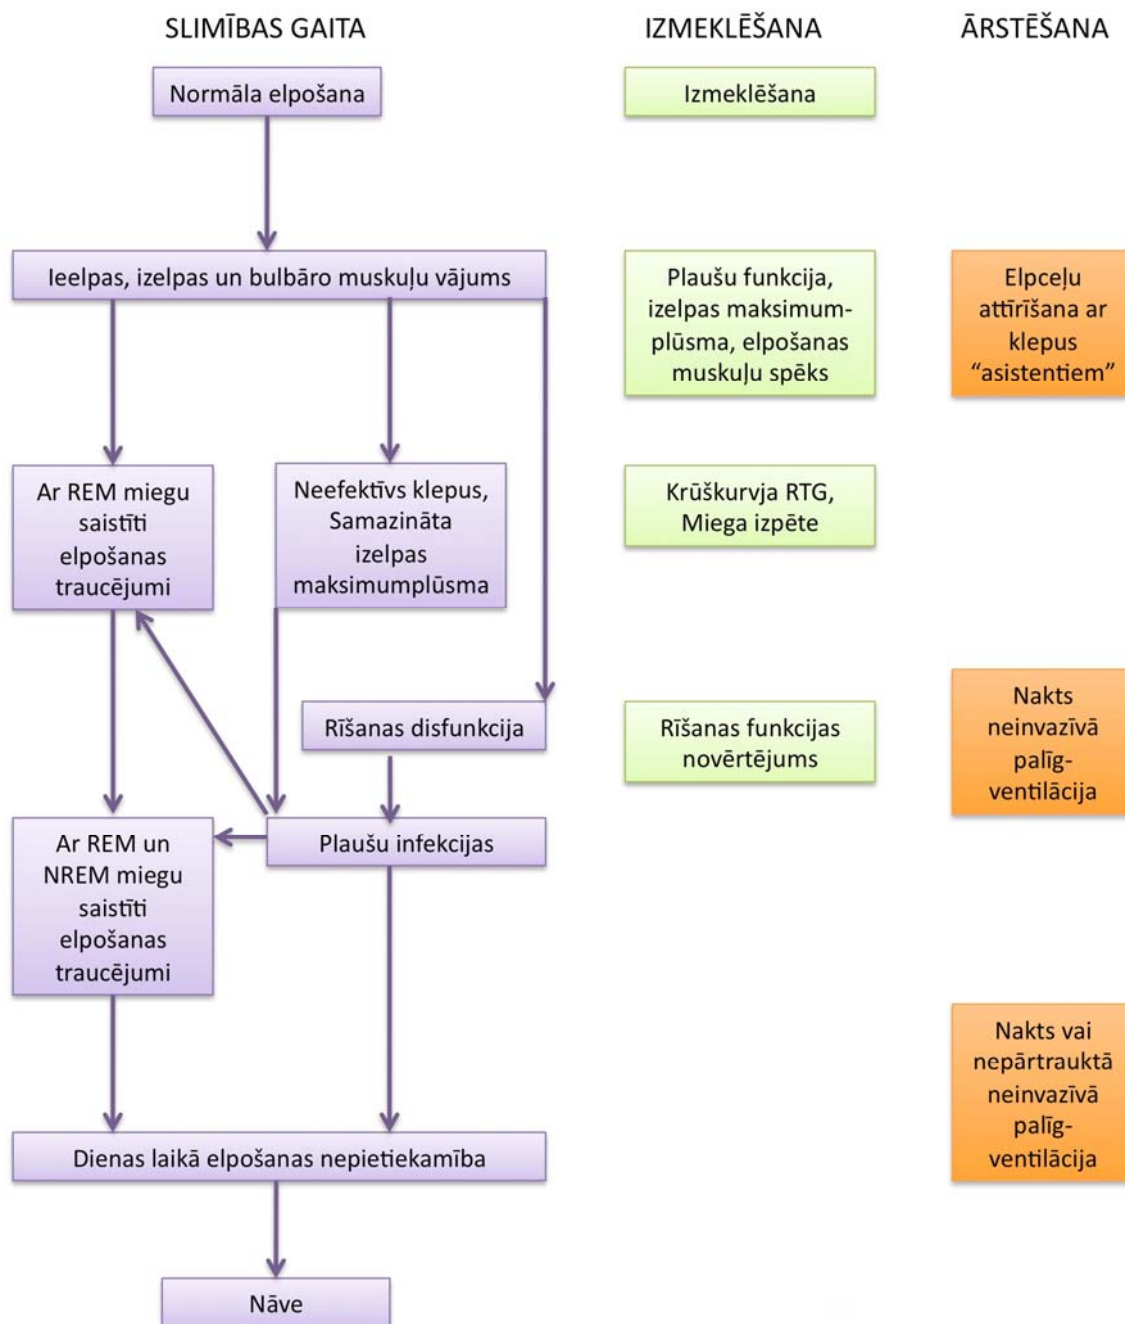 SLIMĪBAS GAITA
IZMEKLĒŠANA
ĀRSTĒŠANA
Normāla elpošana
Izmeklēšana
Ieelpas, izelpas un bulbāro muskuļu vājums
Plaušu funkcija,
izelpas maksimum-
plūsma, elpošanas
muskuļu spēks
Elpceļu
attīrīšana ar
klepus
“asistentiem”
Ar REM miegu
saistīti
elpošanas
traucējumi
Neefektīvs klepus,
Samazināta
izelpas
maksimumplūsma
Krūškurvja RTG,
Miega izpēte
Rīšanas disfunkcija
Rīšanas funkcijas
novērtējums
Nakts
neinvazīvā
palīg-
ventilācija
Ar REM un
NREM miegu
saistīti
elpošanas
traucējumi
Plaušu infekcijas
Nakts vai
nepārtrauktā
neinvazīvā
palīg-
ventilācija
Dienas laikā elpošanas nepietiekamība
Nāve